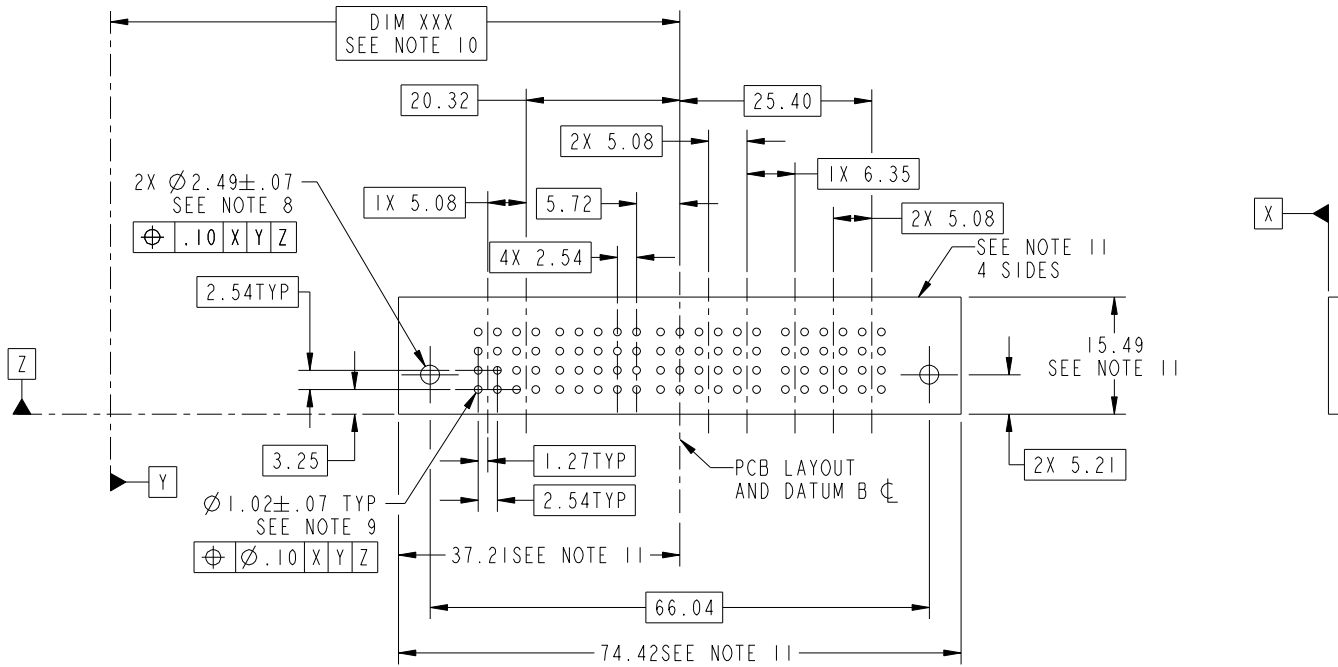 DIM XXX
SEE NOTE 10
20.32
25.40
2X 5.08
1X 6.35
2X Ø2.49±.07
SEE NOTE 8
⌖ .10 X Y Z
1X 5.08
5.72
2X 5.08
X
4X 2.54
SEE NOTE 11
4 SIDES
2.54TYP
15.49
SEE NOTE 11
Z
3.25
1.27TYP
PCB LAYOUT
AND DATUM B ℄
2X 5.21
Y
Ø1.02±.07 TYP
SEE NOTE 9
2.54TYP
⌖ Ø.10 X Y Z
37.21SEE NOTE 11
66.04
74.42SEE NOTE 11